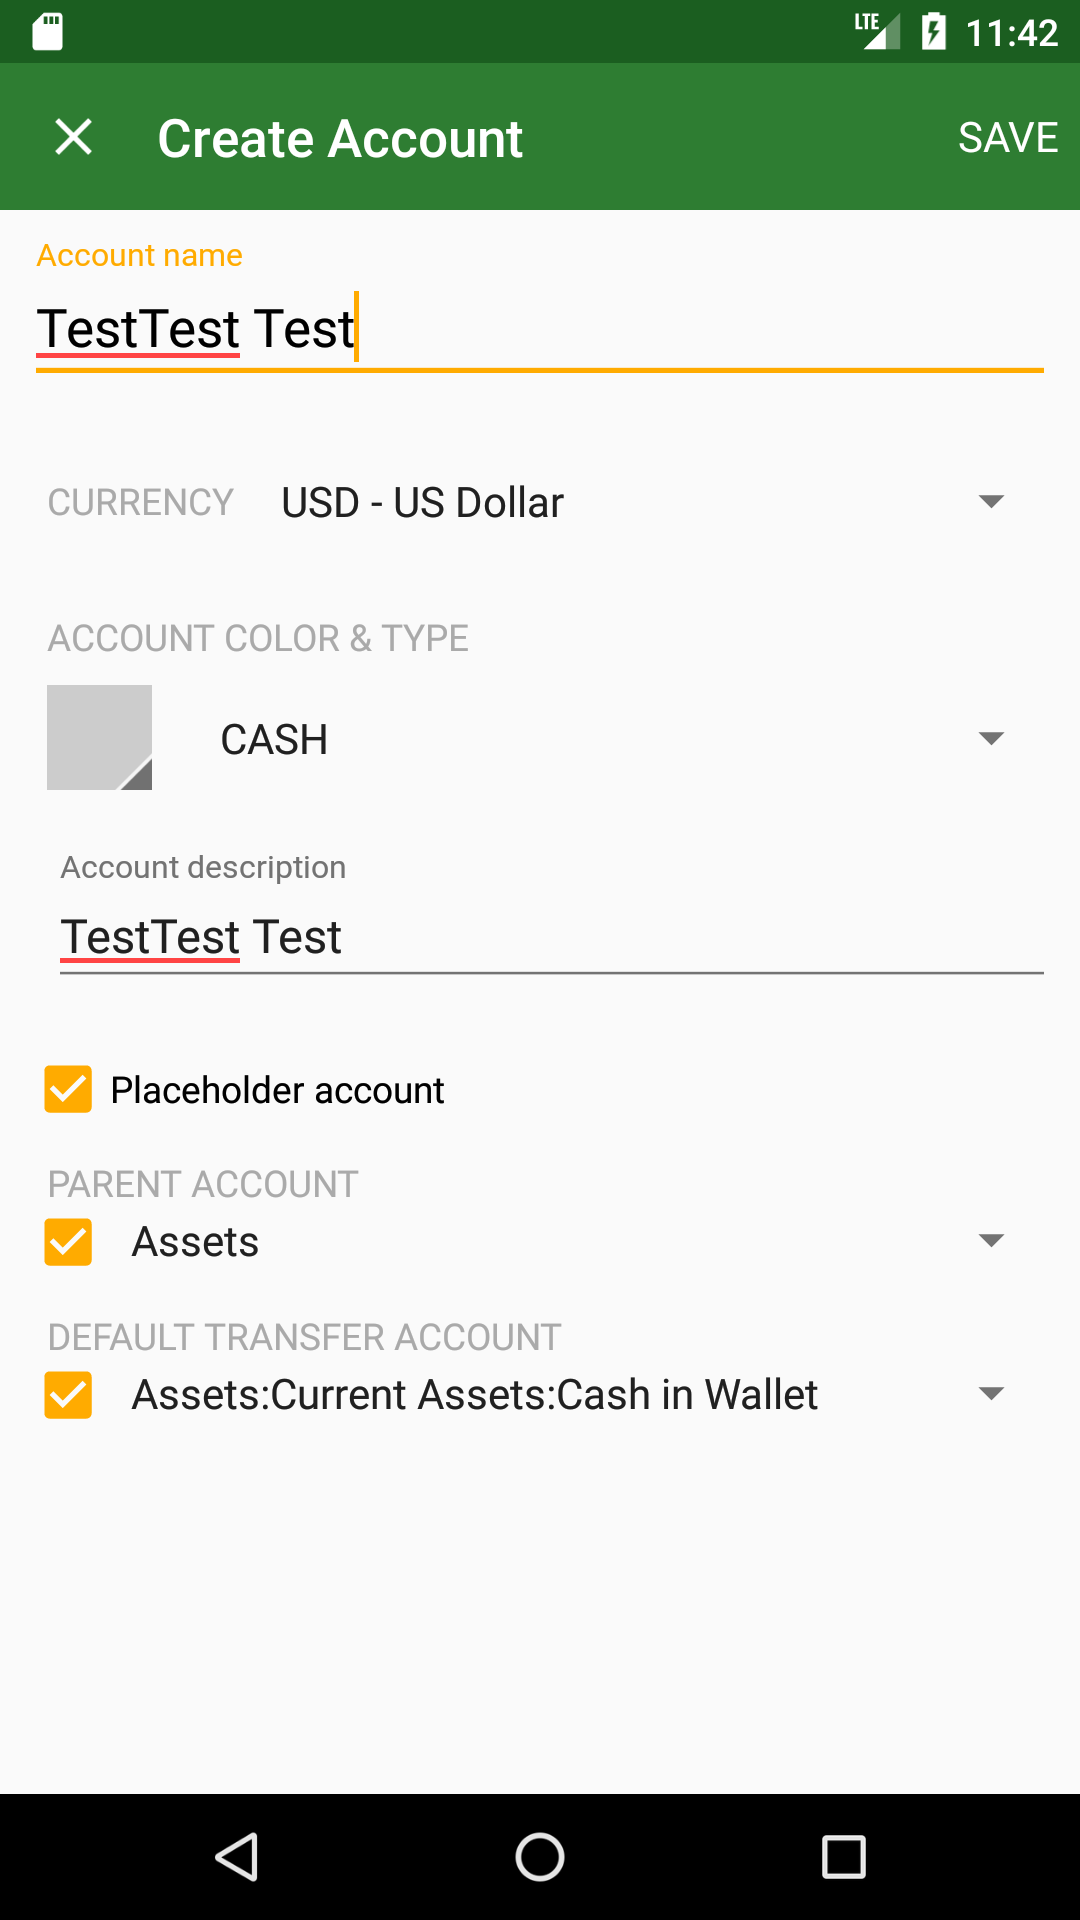 LTE 11:42
Create Account SAVE
Account name
TestTest Test
CURRENCY USD - US Dollar
ACCOUNT COLOR & TYPE
CASH
Account description
TestTest Test
Placeholder account
PARENT ACCOUNT
Assets
DEFAULT TRANSFER ACCOUNT
Assets:Current Assets:Cash in Wallet